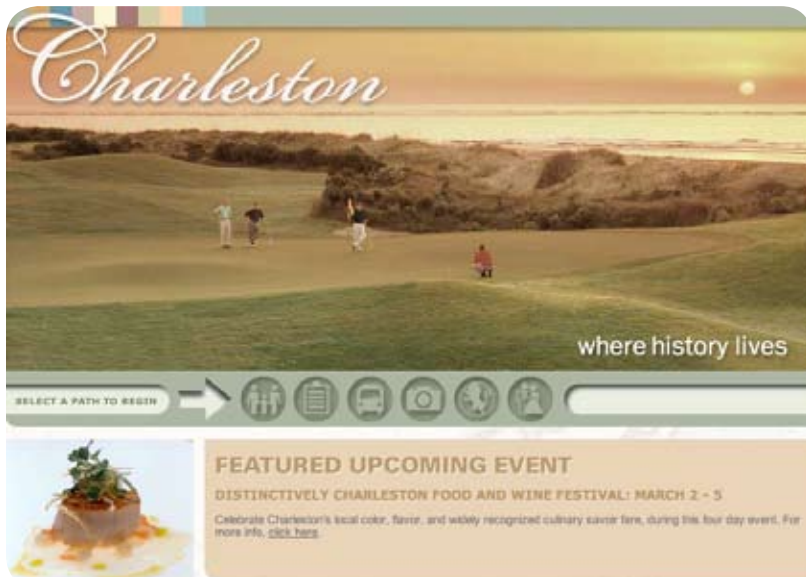 Charleston
where history lives
SELECT A PATH TO BEGIN
FEATURED UPCOMING EVENT
DISTINCTIVELY CHARLESTON FOOD AND WINE FESTIVAL: MARCH 2 - 5
Celebrate Charleston's local color, flavor, and widely recognized culinary savoir fere, during this four day event. For
more info, click here.